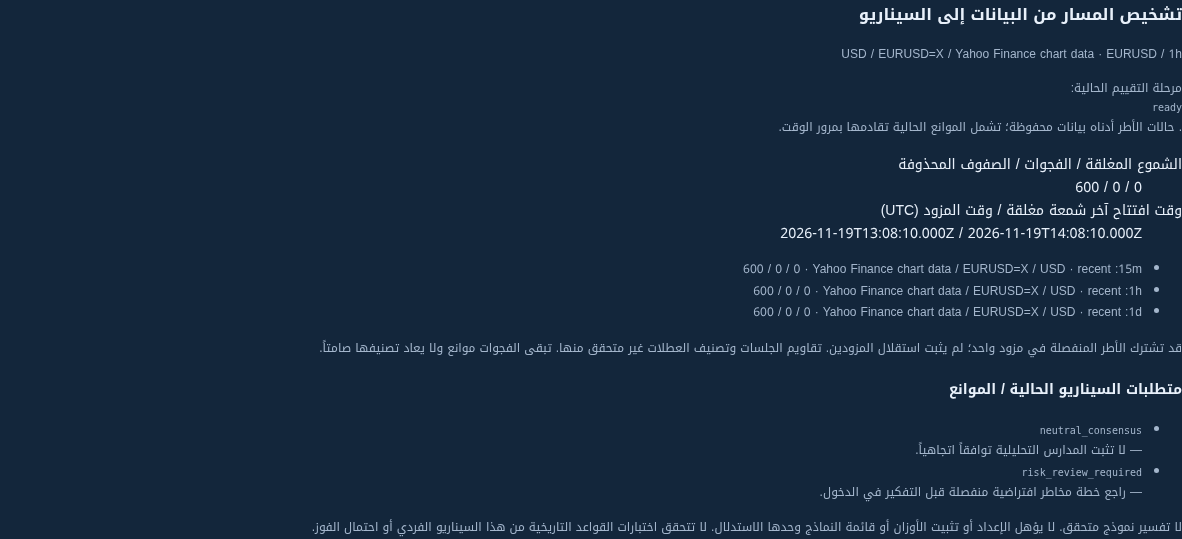 تشخيص المسار من البيانات إلى السيناريو
USD / EURUSD=X / Yahoo Finance chart data · EURUSD / 1h
مرحلة التقييم الحالية:
ready
. حالات الأطر أدناه بيانات محفوظة؛ تشمل الموانع الحالية تقادمها بمرور الوقت.
الشموع المغلقة / الفجوات / الصفوف المحذوفة
600 / 0 / 0
وقت افتتاح آخر شمعة مغلقة / وقت المزود (UTC)
2026-11-19T13:08:10.000Z / 2026-11-19T14:08:10.000Z
600 / 0 / 0 · Yahoo Finance chart data / EURUSD=X / USD · recent :15m
600 / 0 / 0 · Yahoo Finance chart data / EURUSD=X / USD · recent :1h
600 / 0 / 0 · Yahoo Finance chart data / EURUSD=X / USD · recent :1d
قد تشترك الأطر المنفصلة في مزود واحد؛ لم يثبت استقلال المزودين. تقاويم الجلسات وتصنيف العطلات غير متحقق منها. تبقى الفجوات موانع ولا يعاد تصنيفها صامتاً.
متطلبات السيناريو الحالية / الموانع
neutral_consensus
— لا تثبت المدارس التحليلية توافقاً اتجاهياً.
risk_review_required
— راجع خطة مخاطر افتراضية منفصلة قبل التفكير في الدخول.
لا تفسير نموذج متحقق. لا يؤهل الإعداد أو تثبيت الأوزان أو قائمة النماذج وحدها الاستدلال. لا تتحقق اختبارات القواعد التاريخية من هذا السيناريو الفردي أو احتمال الفوز.